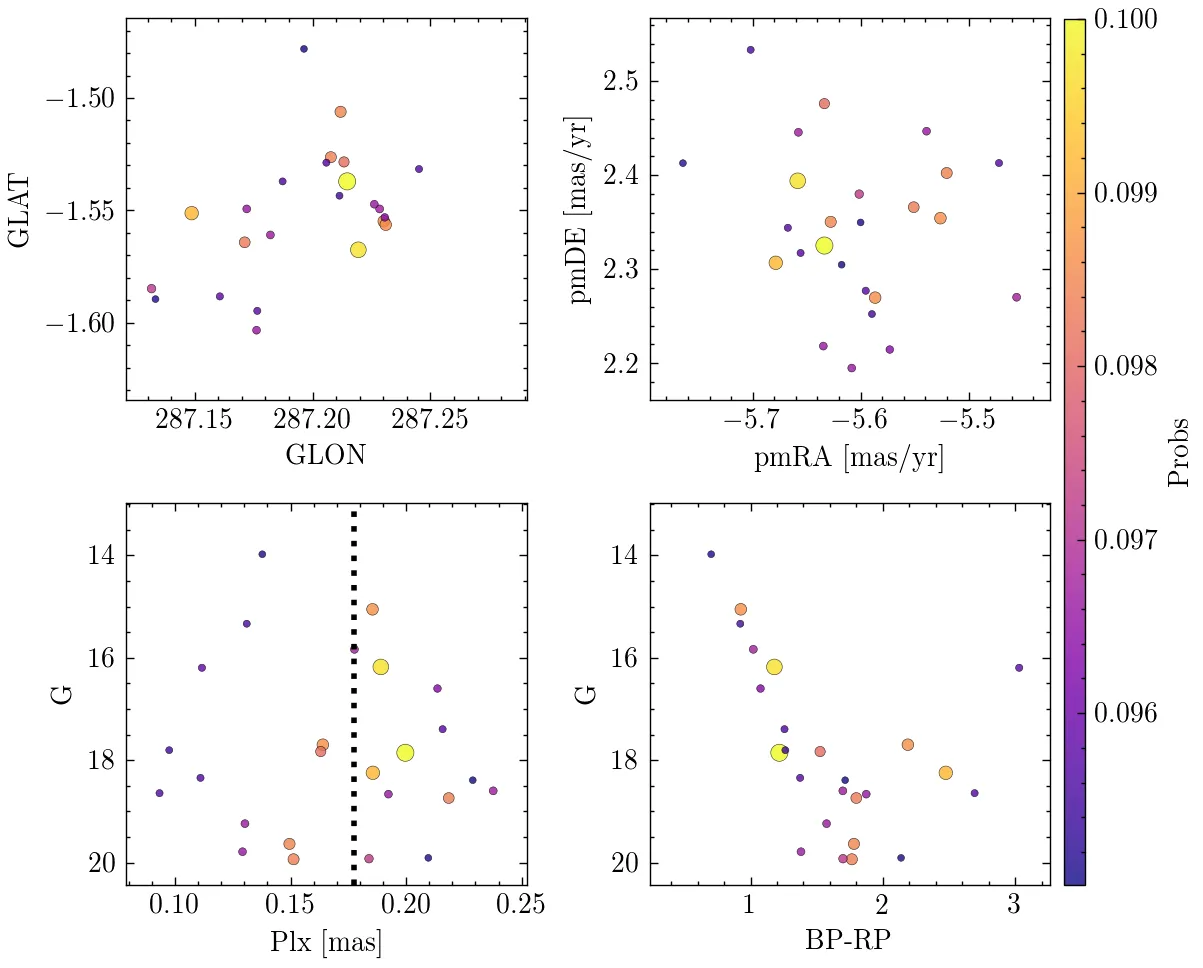 −1.50
−1.55
−1.60
GLAT
287.15 287.20 287.25
GLON
2.5
2.4
2.3
2.2
pmDE [mas/yr]
−5.7 −5.6 −5.5
pmRA [mas/yr]
0.100
0.099
0.098
0.097
0.096
Probs
14
16
18
20
G
0.10 0.15 0.20 0.25
Plx [mas]
14
16
18
20
G
1 2 3
BP-RP